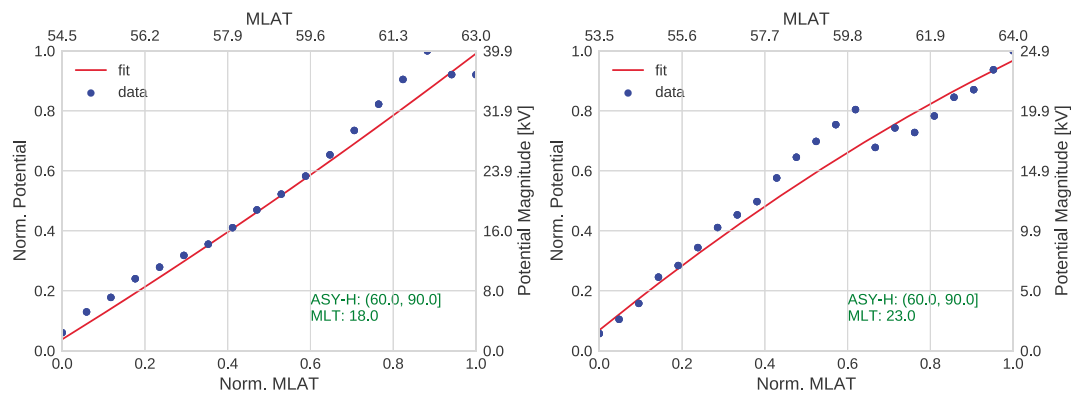 MLAT
54.5 56.2 57.9 59.6 61.3 63.0
1.0 0.8 0.6 0.4 0.2 0.0
Norm. Potential
fit
data
39.9 31.9 23.9 16.0 8.0 0.0
Potential Magnitude [kV]
ASY-H: (60.0, 90.0]
MLT: 18.0
0.0 0.2 0.4 0.6 0.8 1.0
Norm. MLAT
MLAT
53.5 55.6 57.7 59.8 61.9 64.0
1.0 0.8 0.6 0.4 0.2 0.0
Norm. Potential
fit
data
24.9 19.9 14.9 9.9 5.0 0.0
Potential Magnitude [kV]
ASY-H: (60.0, 90.0]
MLT: 23.0
0.0 0.2 0.4 0.6 0.8 1.0
Norm. MLAT